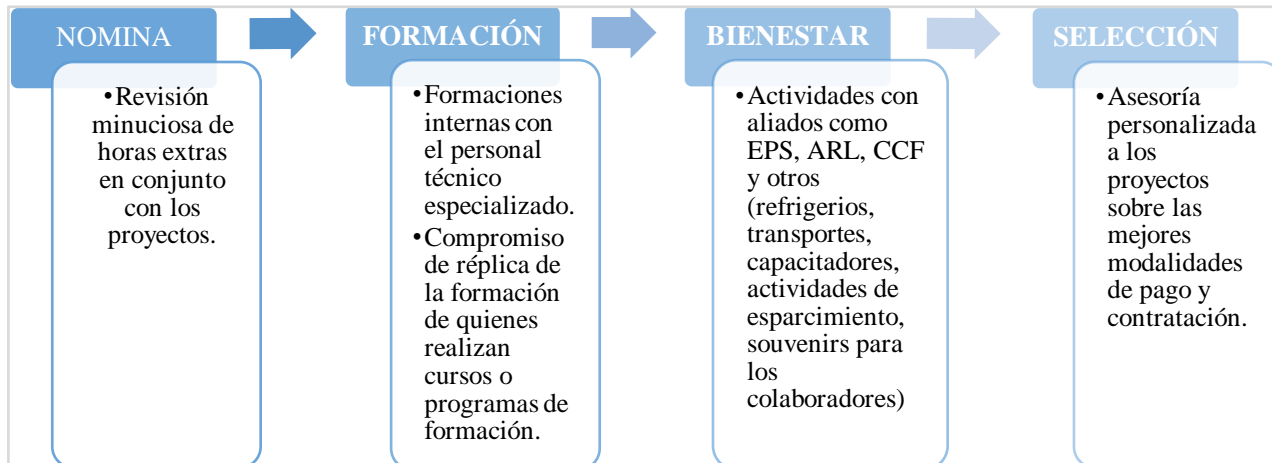 NOMINA
•Revisión
minuciosa de
horas extras
en conjunto
con los
proyectos.
FORMACIÓN
•Formaciones
internas con
el personal
técnico
especializado.
•Compromiso
de réplica de
la formación
de quienes
realizan
cursos o
programas de
formación.
BIENESTAR
•Actividades con
aliados como
EPS, ARL, CCF
y otros
(refrigerios,
transportes,
capacitadores,
actividades de
esparcimiento,
souvenirs para
los
colaboradores)
SELECCIÓN
•Asesoría
personalizada
a los
proyectos
sobre las
mejores
modalidades
de pago y
contratación.